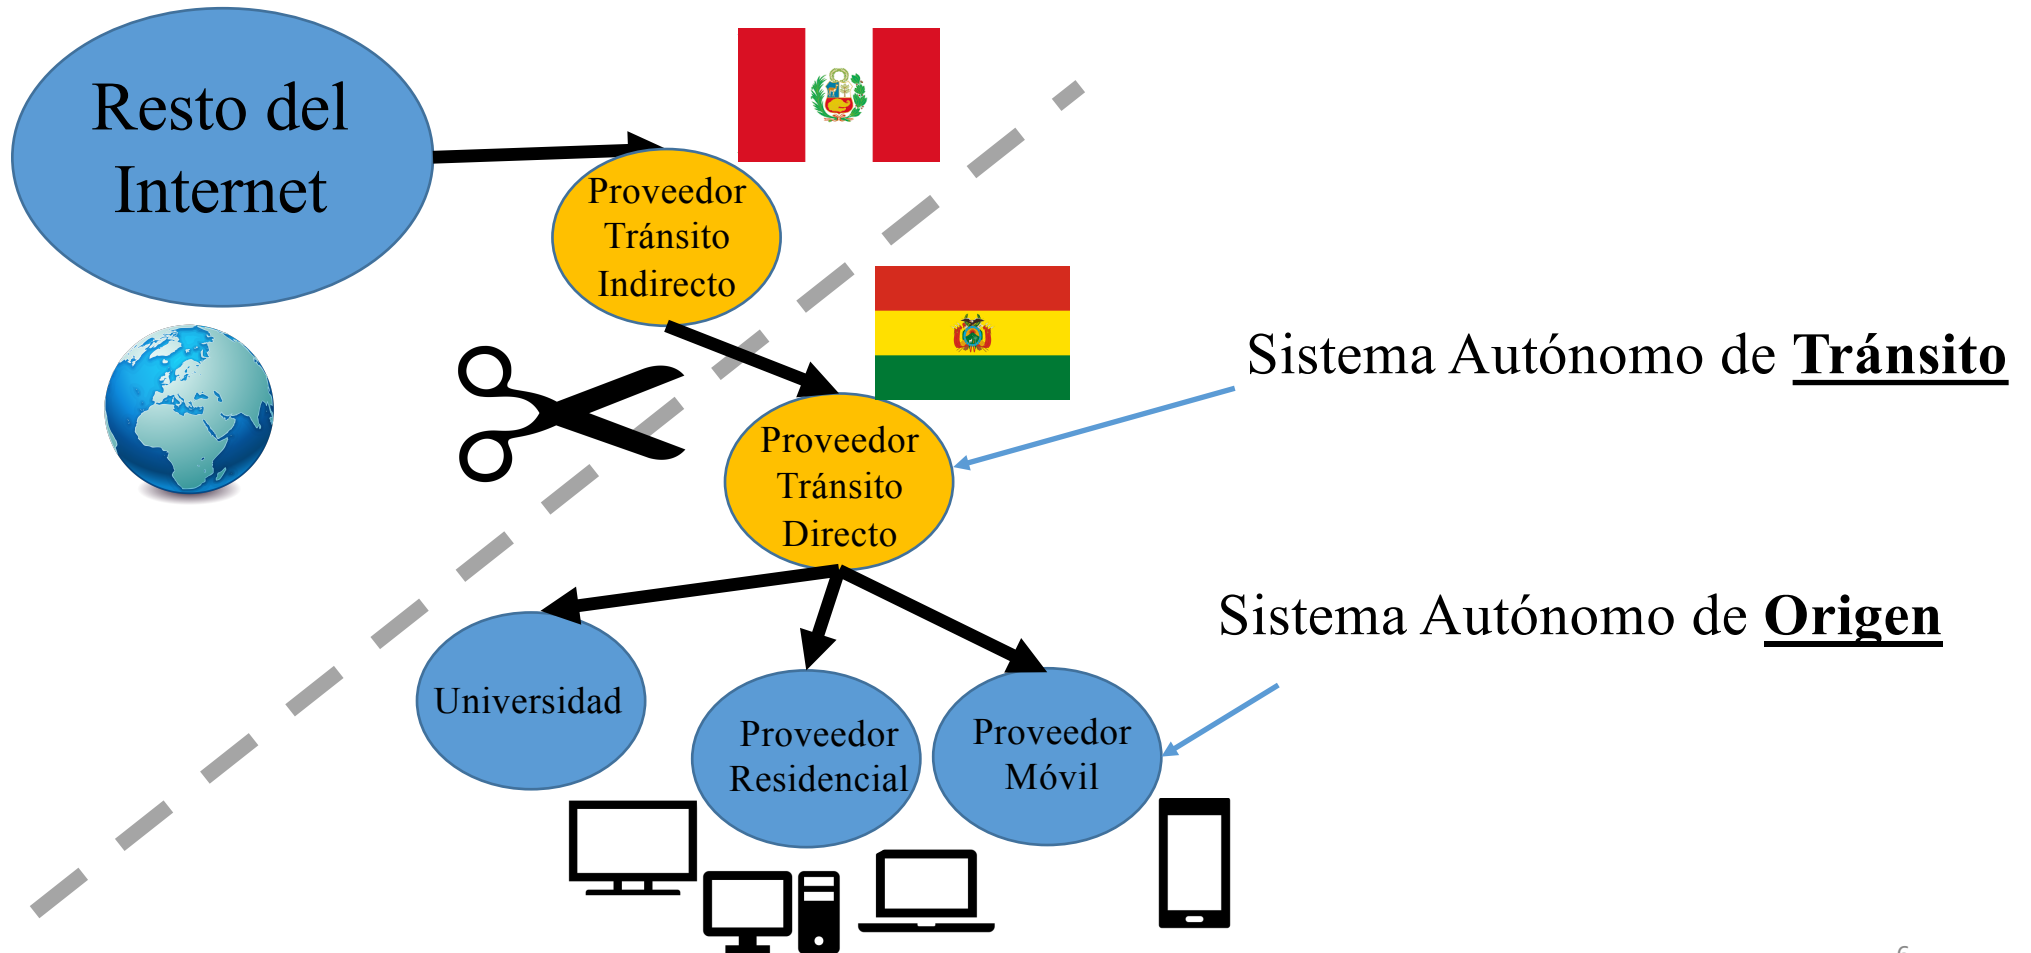 Resto del
Internet
Proveedor
Tránsito
Indirecto
Sistema Autónomo de Tránsito
Proveedor
Tránsito
Directo
Sistema Autónomo de Origen
Universidad
Proveedor
Residencial
Proveedor
Móvil